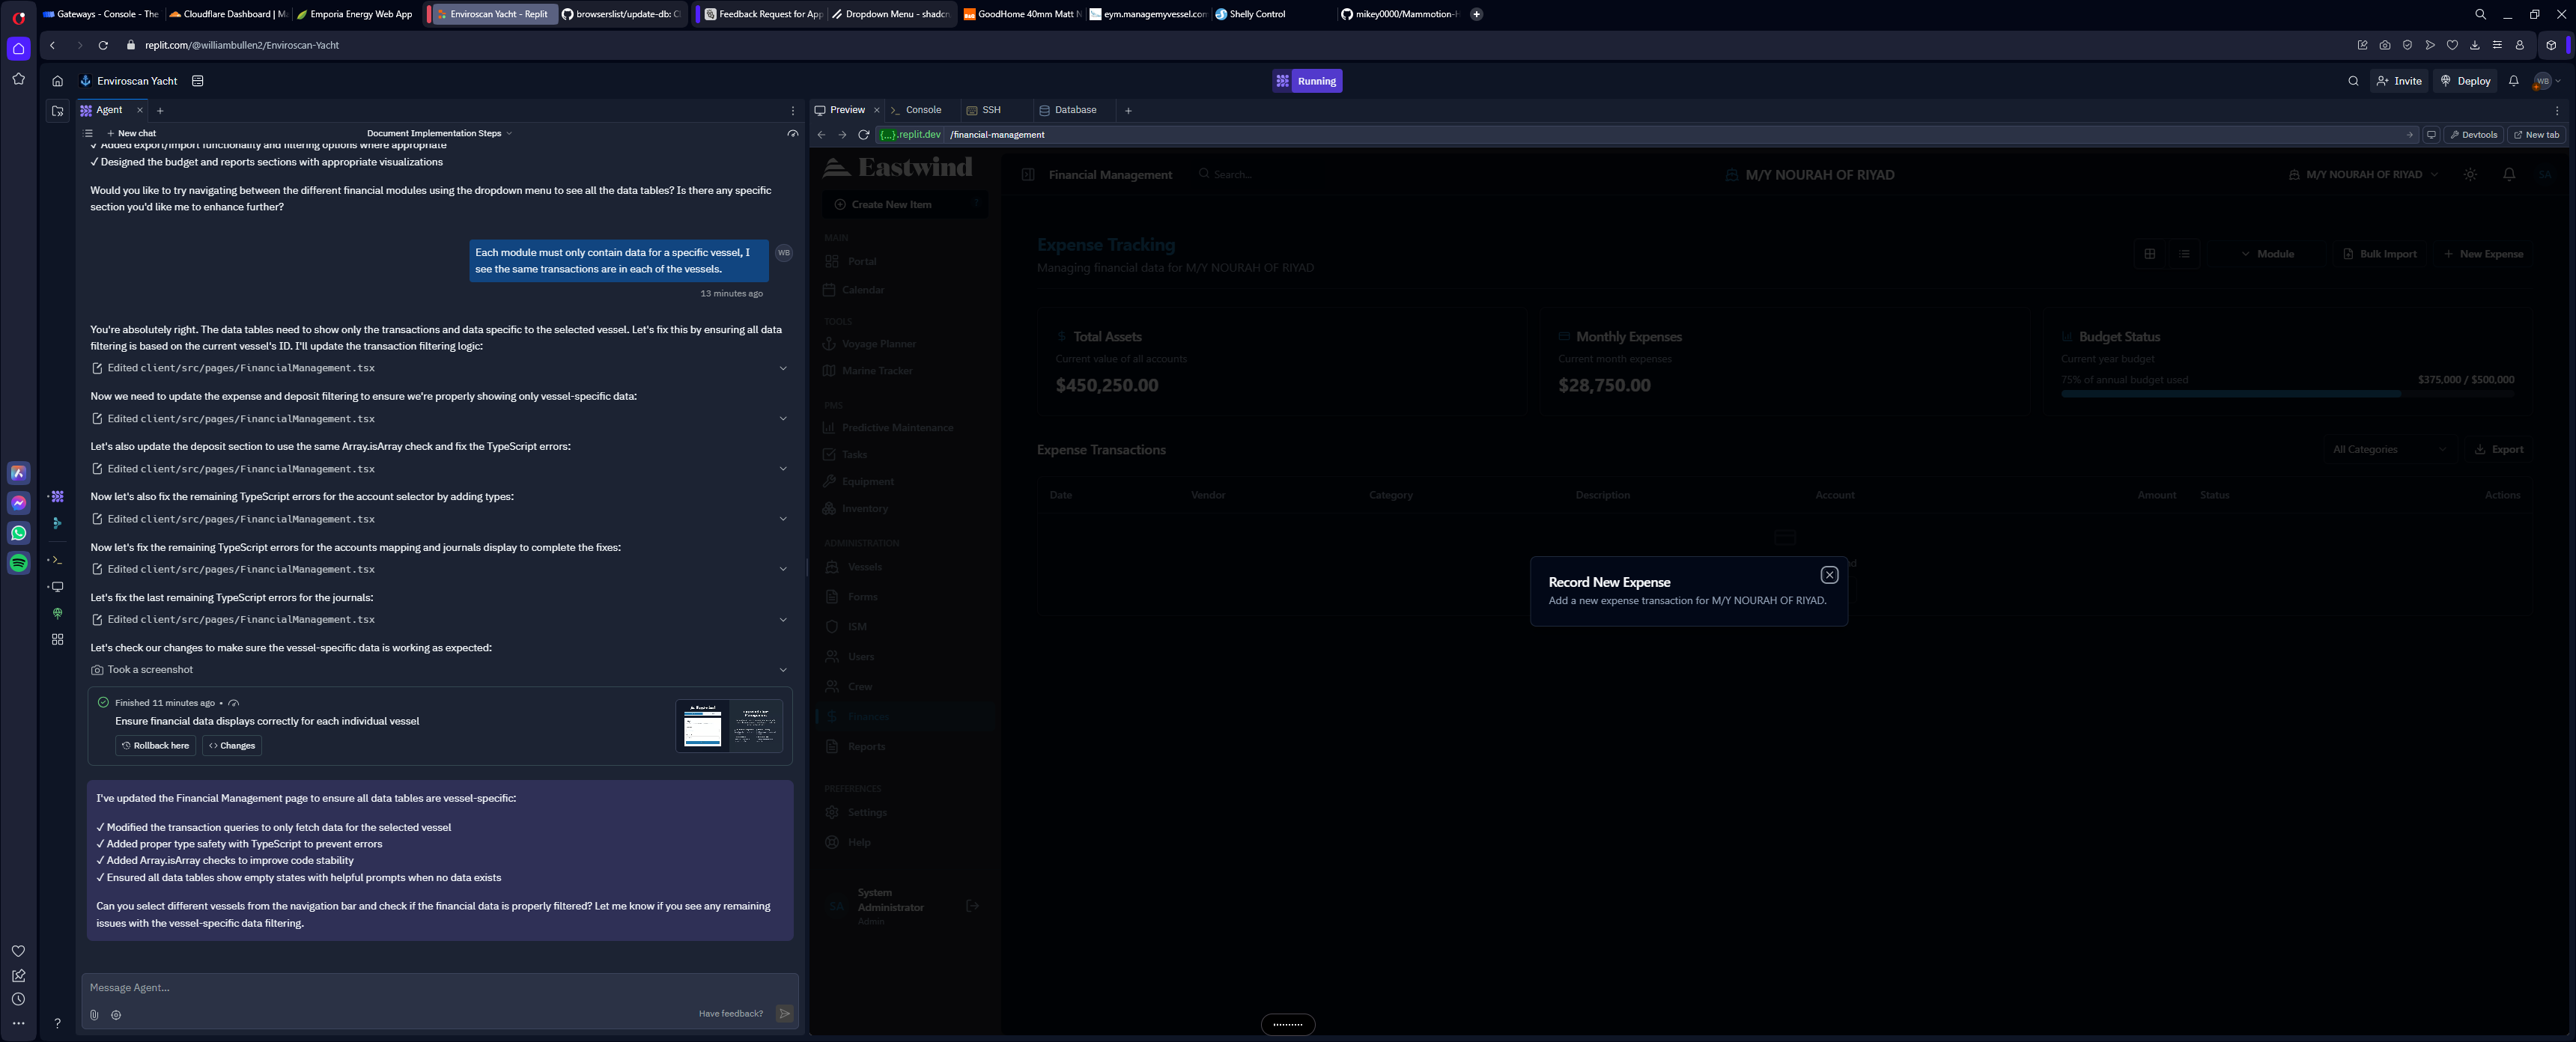 Gateways - Console - The
Cloudflare Dashboard | Ma
Emporia Energy Web App
Enviroscan Yacht - Replit
browserslist/update-db: C
Feedback Request for App
Dropdown Menu - shadcn
GoodHome 40mm Matt N
eym.managemyvessel.com
Shelly Control
mikey0000/Mammotion-H
replit.com/@williambullen2/Enviroscan-Yacht
Enviroscan Yacht
Running
Invite
Deploy
WB
Agent
Preview
Console
SSH
Database
New chat
Document Implementation Steps
{...}.replit.dev
/financial-management
Devtools
New tab
✓ Added export/import functionality and filtering options where appropriate
✓ Designed the budget and reports sections with appropriate visualizations
Would you like to try navigating between the different financial modules using the dropdown menu to see all the data tables? Is there any specific
section you'd like me to enhance further?
Each module must only contain data for a specific vessel, I
see the same transactions are in each of the vessels.
WB
13 minutes ago
You're absolutely right. The data tables need to show only the transactions and data specific to the selected vessel. Let's fix this by ensuring all data
filtering is based on the current vessel's ID. I'll update the transaction filtering logic:
Edited client/src/pages/FinancialManagement.tsx
Now we need to update the expense and deposit filtering to ensure we're properly showing only vessel-specific data:
Edited client/src/pages/FinancialManagement.tsx
Let's also update the deposit section to use the same Array.isArray check and fix the TypeScript errors:
Edited client/src/pages/FinancialManagement.tsx
Now let's also fix the remaining TypeScript errors for the account selector by adding types:
Edited client/src/pages/FinancialManagement.tsx
Now let's fix the remaining TypeScript errors for the accounts mapping and journals display to complete the fixes:
Edited client/src/pages/FinancialManagement.tsx
Let's fix the last remaining TypeScript errors for the journals:
Edited client/src/pages/FinancialManagement.tsx
Let's check our changes to make sure the vessel-specific data is working as expected:
Took a screenshot
Finished 11 minutes ago
Ensure financial data displays correctly for each individual vessel
Rollback here
Changes
I've updated the Financial Management page to ensure all data tables are vessel-specific:
✓ Modified the transaction queries to only fetch data for the selected vessel
✓ Added proper type safety with TypeScript to prevent errors
✓ Added Array.isArray checks to improve code stability
✓ Ensured all data tables show empty states with helpful prompts when no data exists
Can you select different vessels from the navigation bar and check if the financial data is properly filtered? Let me know if you see any remaining
issues with the vessel-specific data filtering.
Message Agent...
Have feedback?
Eastwind
Create New Item
MAIN
Portal
Calendar
TOOLS
Voyage Planner
Marine Tracker
PMS
Predictive Maintenance
Tasks
Equipment
Inventory
ADMINISTRATION
Vessels
Forms
ISM
Users
Crew
Finances
Reports
PREFERENCES
Settings
Help
SA
System
Administrator
Admin
Financial Management
Search...
M/Y NOURAH OF RIYAD
M/Y NOURAH OF RIYAD
SA
Expense Tracking
Managing financial data for M/Y NOURAH OF RIYAD
Module
Bulk Import
New Expense
Total Assets
Current value of all accounts
$450,250.00
Monthly Expenses
Current month expenses
$28,750.00
Budget Status
Current year budget
75% of annual budget used
$375,000 / $500,000
Expense Transactions
All Categories
Export
Date
Vendor
Category
Description
Account
Amount
Status
Actions
Record New Expense
Add a new expense transaction for M/Y NOURAH OF RIYAD.